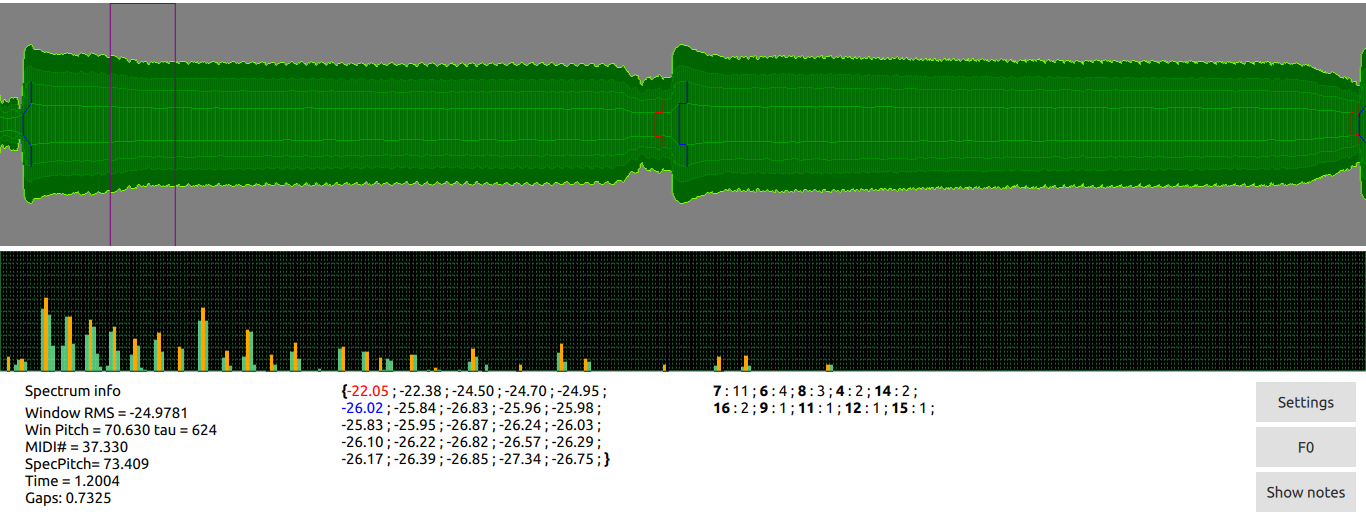 Spectrum info
Window RMS = -24.9781
Win Pitch = 70.630 tau = 624
MIDI# = 37.330
SpecPitch= 73.409
Time = 1.2004
Gaps: 0.7325
{-22.05 ; -22.38 ; -24.50 ; -24.70 ; -24.95 ;
-26.02 ; -25.84 ; -26.83 ; -25.96 ; -25.98 ;
-25.83 ; -25.95 ; -26.87 ; -26.24 ; -26.03 ;
-26.10 ; -26.22 ; -26.82 ; -26.57 ; -26.29 ;
-26.17 ; -26.39 ; -26.85 ; -27.34 ; -26.75 ; }
7 : 11 ; 6 : 4 ; 8 : 3 ; 4 : 2 ; 14 : 2 ;
16 : 2 ; 9 : 1 ; 11 : 1 ; 12 : 1 ; 15 : 1 ;
Settings
F0
Show notes